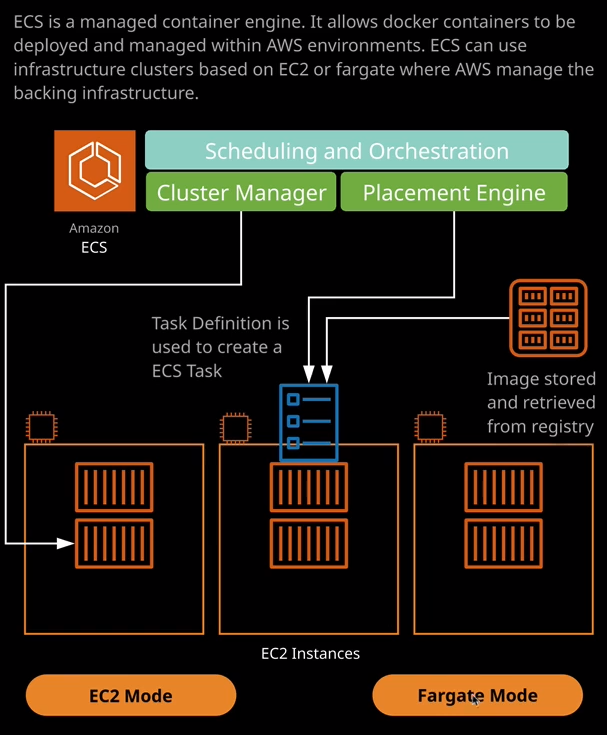 ECS is a managed container engine. It allows docker containers to be
deployed and managed within AWS environments. ECS can use
infrastructure clusters based on EC2 or fargate where AWS manage the
backing infrastructure.
Scheduling and Orchestration
Cluster Manager
Placement Engine
Amazon
ECS
Task Definition is
used to create a
ECS Task
Image stored
and retrieved
from registry
EC2 Instances
EC2 Mode
Fargate Mode